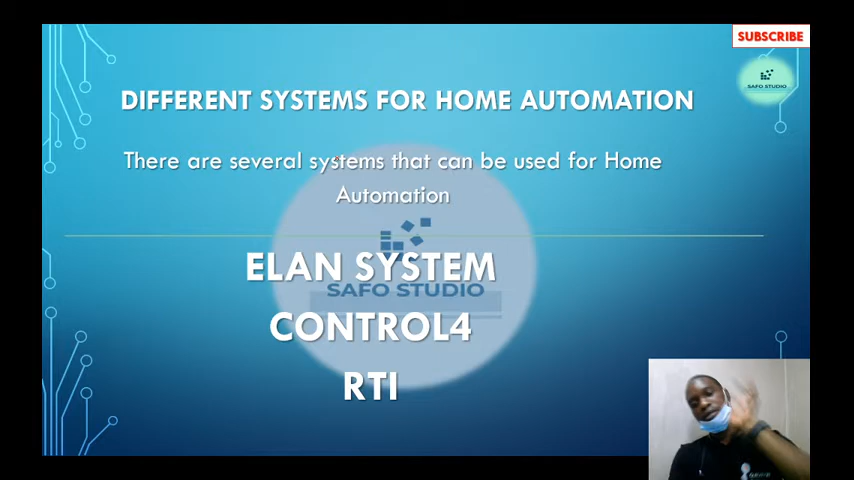 SUBSCRIBE
SAFO STUDIO
DIFFERENT SYSTEMS FOR HOME AUTOMATION
There are several systems that can be used for Home
Automation
ELAN SYSTEM
SAFO STUDIO
CONTROL4
RTI